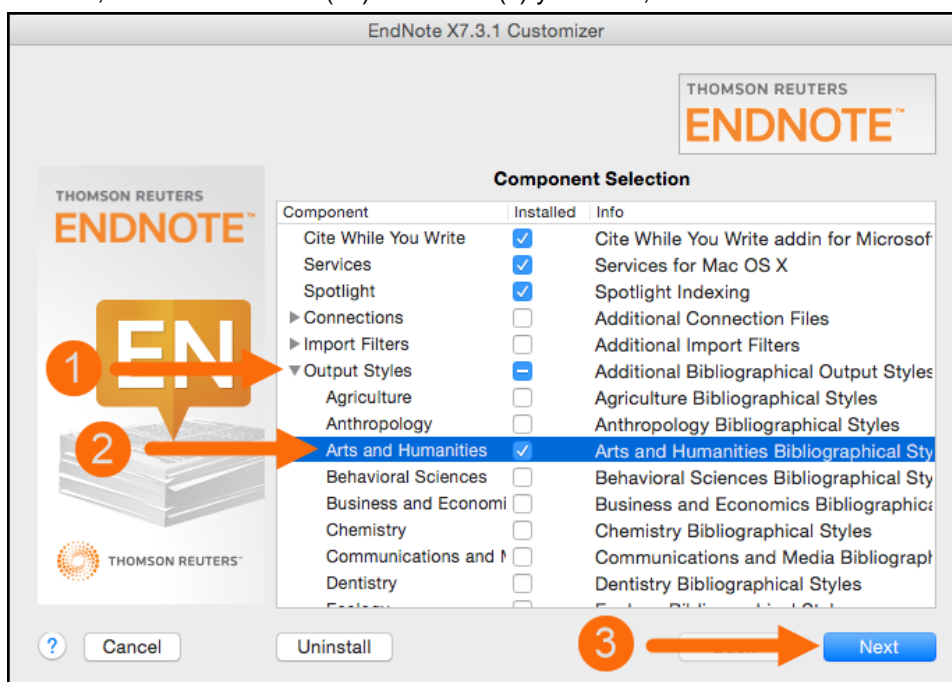 EndNote X7.3.1 Customizer
THOMSON REUTERS
ENDNOTE™
Component Selection
THOMSON REUTERS
ENDNOTE™
EN
THOMSON REUTERS™
Component Installed Info
Cite While You Write Cite While You Write addin for Microsof
Services Services for Mac OS X
Spotlight Spotlight Indexing
Connections Additional Connection Files
Import Filters Additional Import Filters
1 Output Styles Additional Bibliographical Output Styles
Agriculture Agriculture Bibliographical Styles
Anthropology Anthropology Bibliographical Styles
2 Arts and Humanities Arts and Humanities Bibliographical Sty
Behavioral Sciences Behavioral Sciences Bibliographical Sty
Business and Economi Business and Economics Bibliographica
Chemistry Chemistry Bibliographical Styles
Communications and M Communications and Media Bibliograph
Dentistry Dentistry Bibliographical Styles
? Cancel Uninstall 3 Next